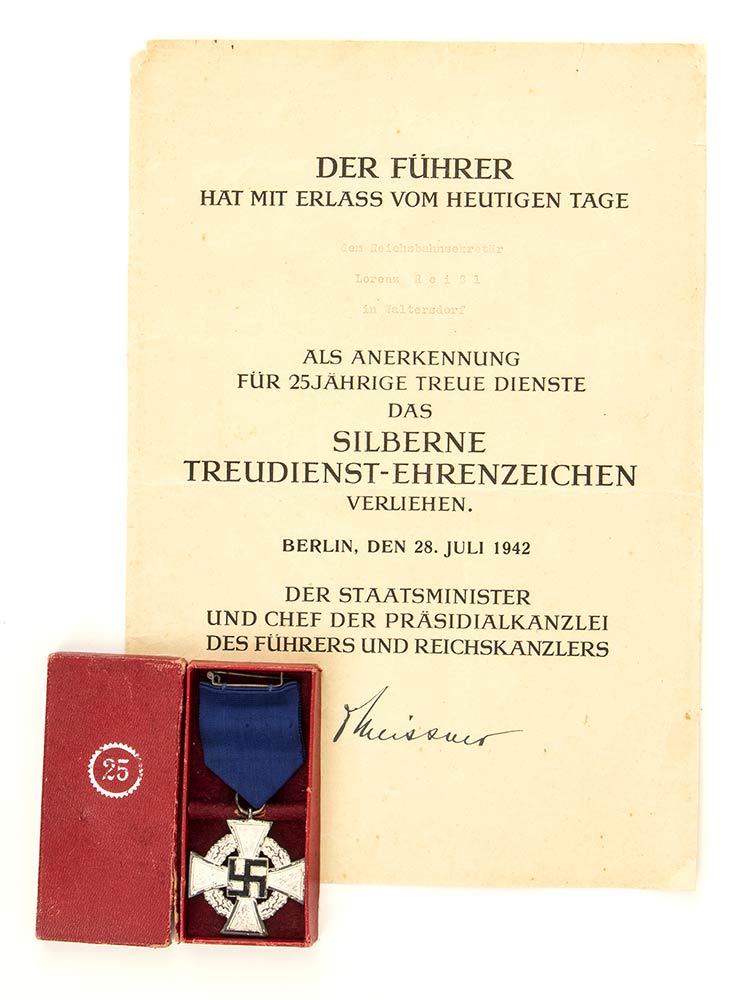 DER FÜHRER
HAT MIT ERLASS VOM HEUTIGEN TAGE
dem Reichsbahnsekretär
Lorenz R e i ß l
in Waltersdorf
ALS ANERKENNUNG
FÜR 25JÄHRIGE TREUE DIENSTE
DAS
SILBERNE
TREUDIENST-EHRENZEICHEN
VERLIEHEN.
BERLIN, DEN 28. JULI 1942
DER STAATSMINISTER
UND CHEF DER PRÄSIDIALKANZLEI
DES FÜHRERS UND REICHSKANZLERS
Meissner
25